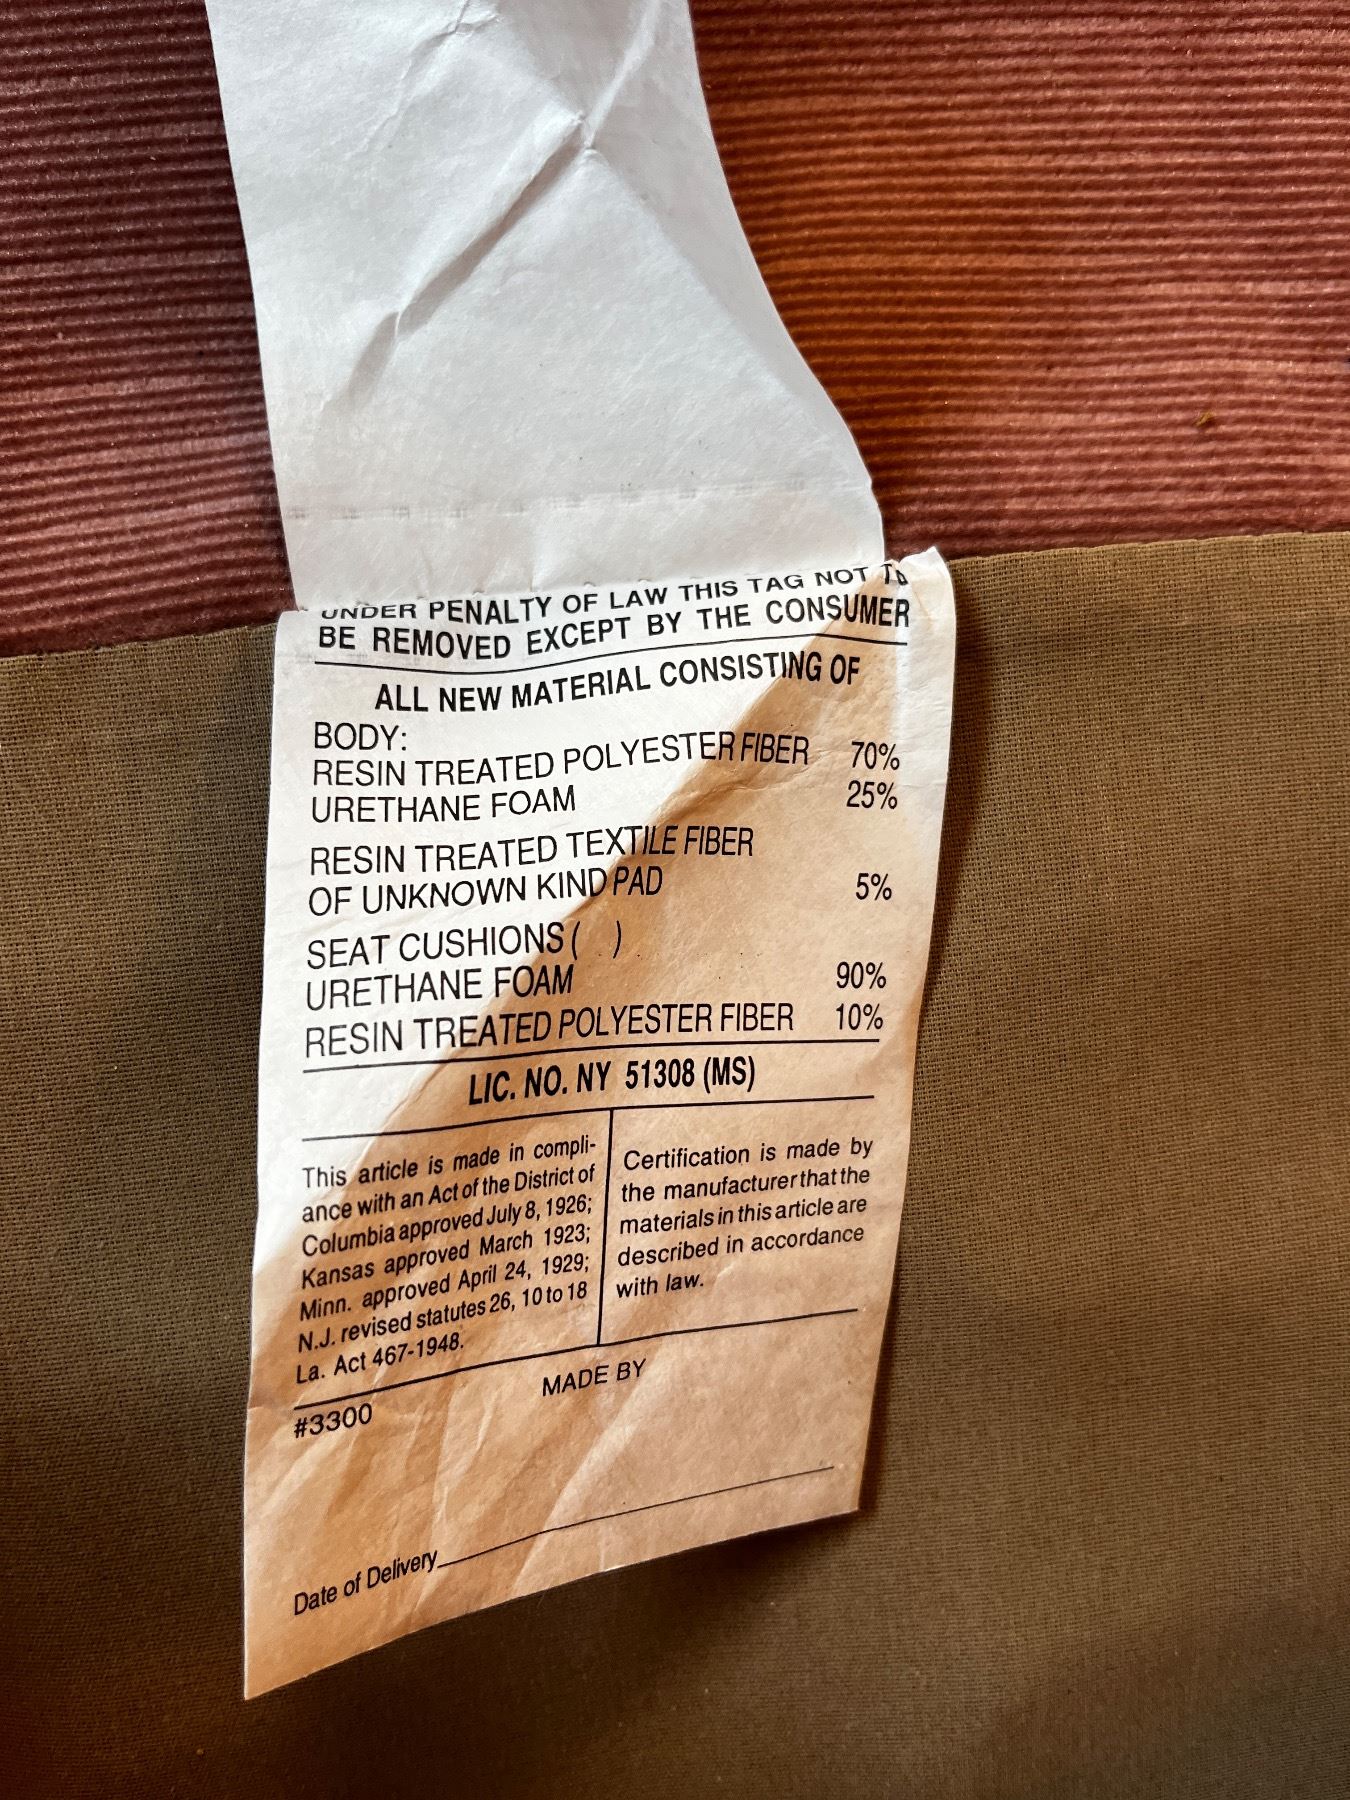 UNDER PENALTY OF LAW THIS TAG NOT TO
BE REMOVED EXCEPT BY THE CONSUMER
ALL NEW MATERIAL CONSISTING OF
BODY:
RESIN TREATED POLYESTER FIBER 70%
URETHANE FOAM 25%
RESIN TREATED TEXTILE FIBER
OF UNKNOWN KIND PAD 5%
SEAT CUSHIONS ( )
URETHANE FOAM 90%
RESIN TREATED POLYESTER FIBER 10%
LIC. NO. NY 51308 (MS)
This article is made in compli-
ance with an Act of the District of
Columbia approved July 8, 1926;
Kansas approved March 1923;
Minn. approved April 24, 1929;
N.J. revised statutes 26, 10 to 18
La. Act 467-1948.
Certification is made by
the manufacturer that the
materials in this article are
described in accordance
with law.
MADE BY
#3300
Date of Delivery